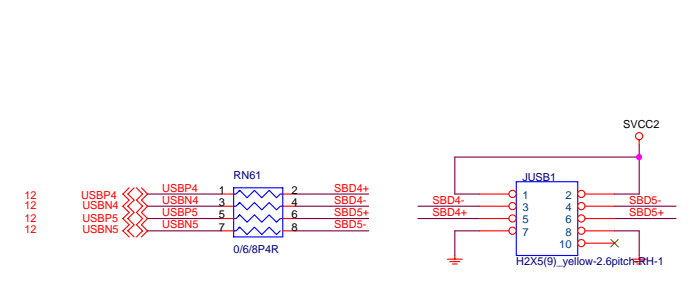 SVCC2
RN61
JUSB1
12 USBP4 USBP4 1 2 SBD4+
12 USBN4 USBN4 3 4 SBD4-
12 USBP5 USBP5 5 6 SBD5+
12 USBN5 USBN5 7 8 SBD5-
0/6/8P4R
1 2
SBD4- 3 4 SBD5-
SBD4+ 5 6 SBD5+
7 8
10
H2X5(9)_yellow-2.6pitch-RH-1